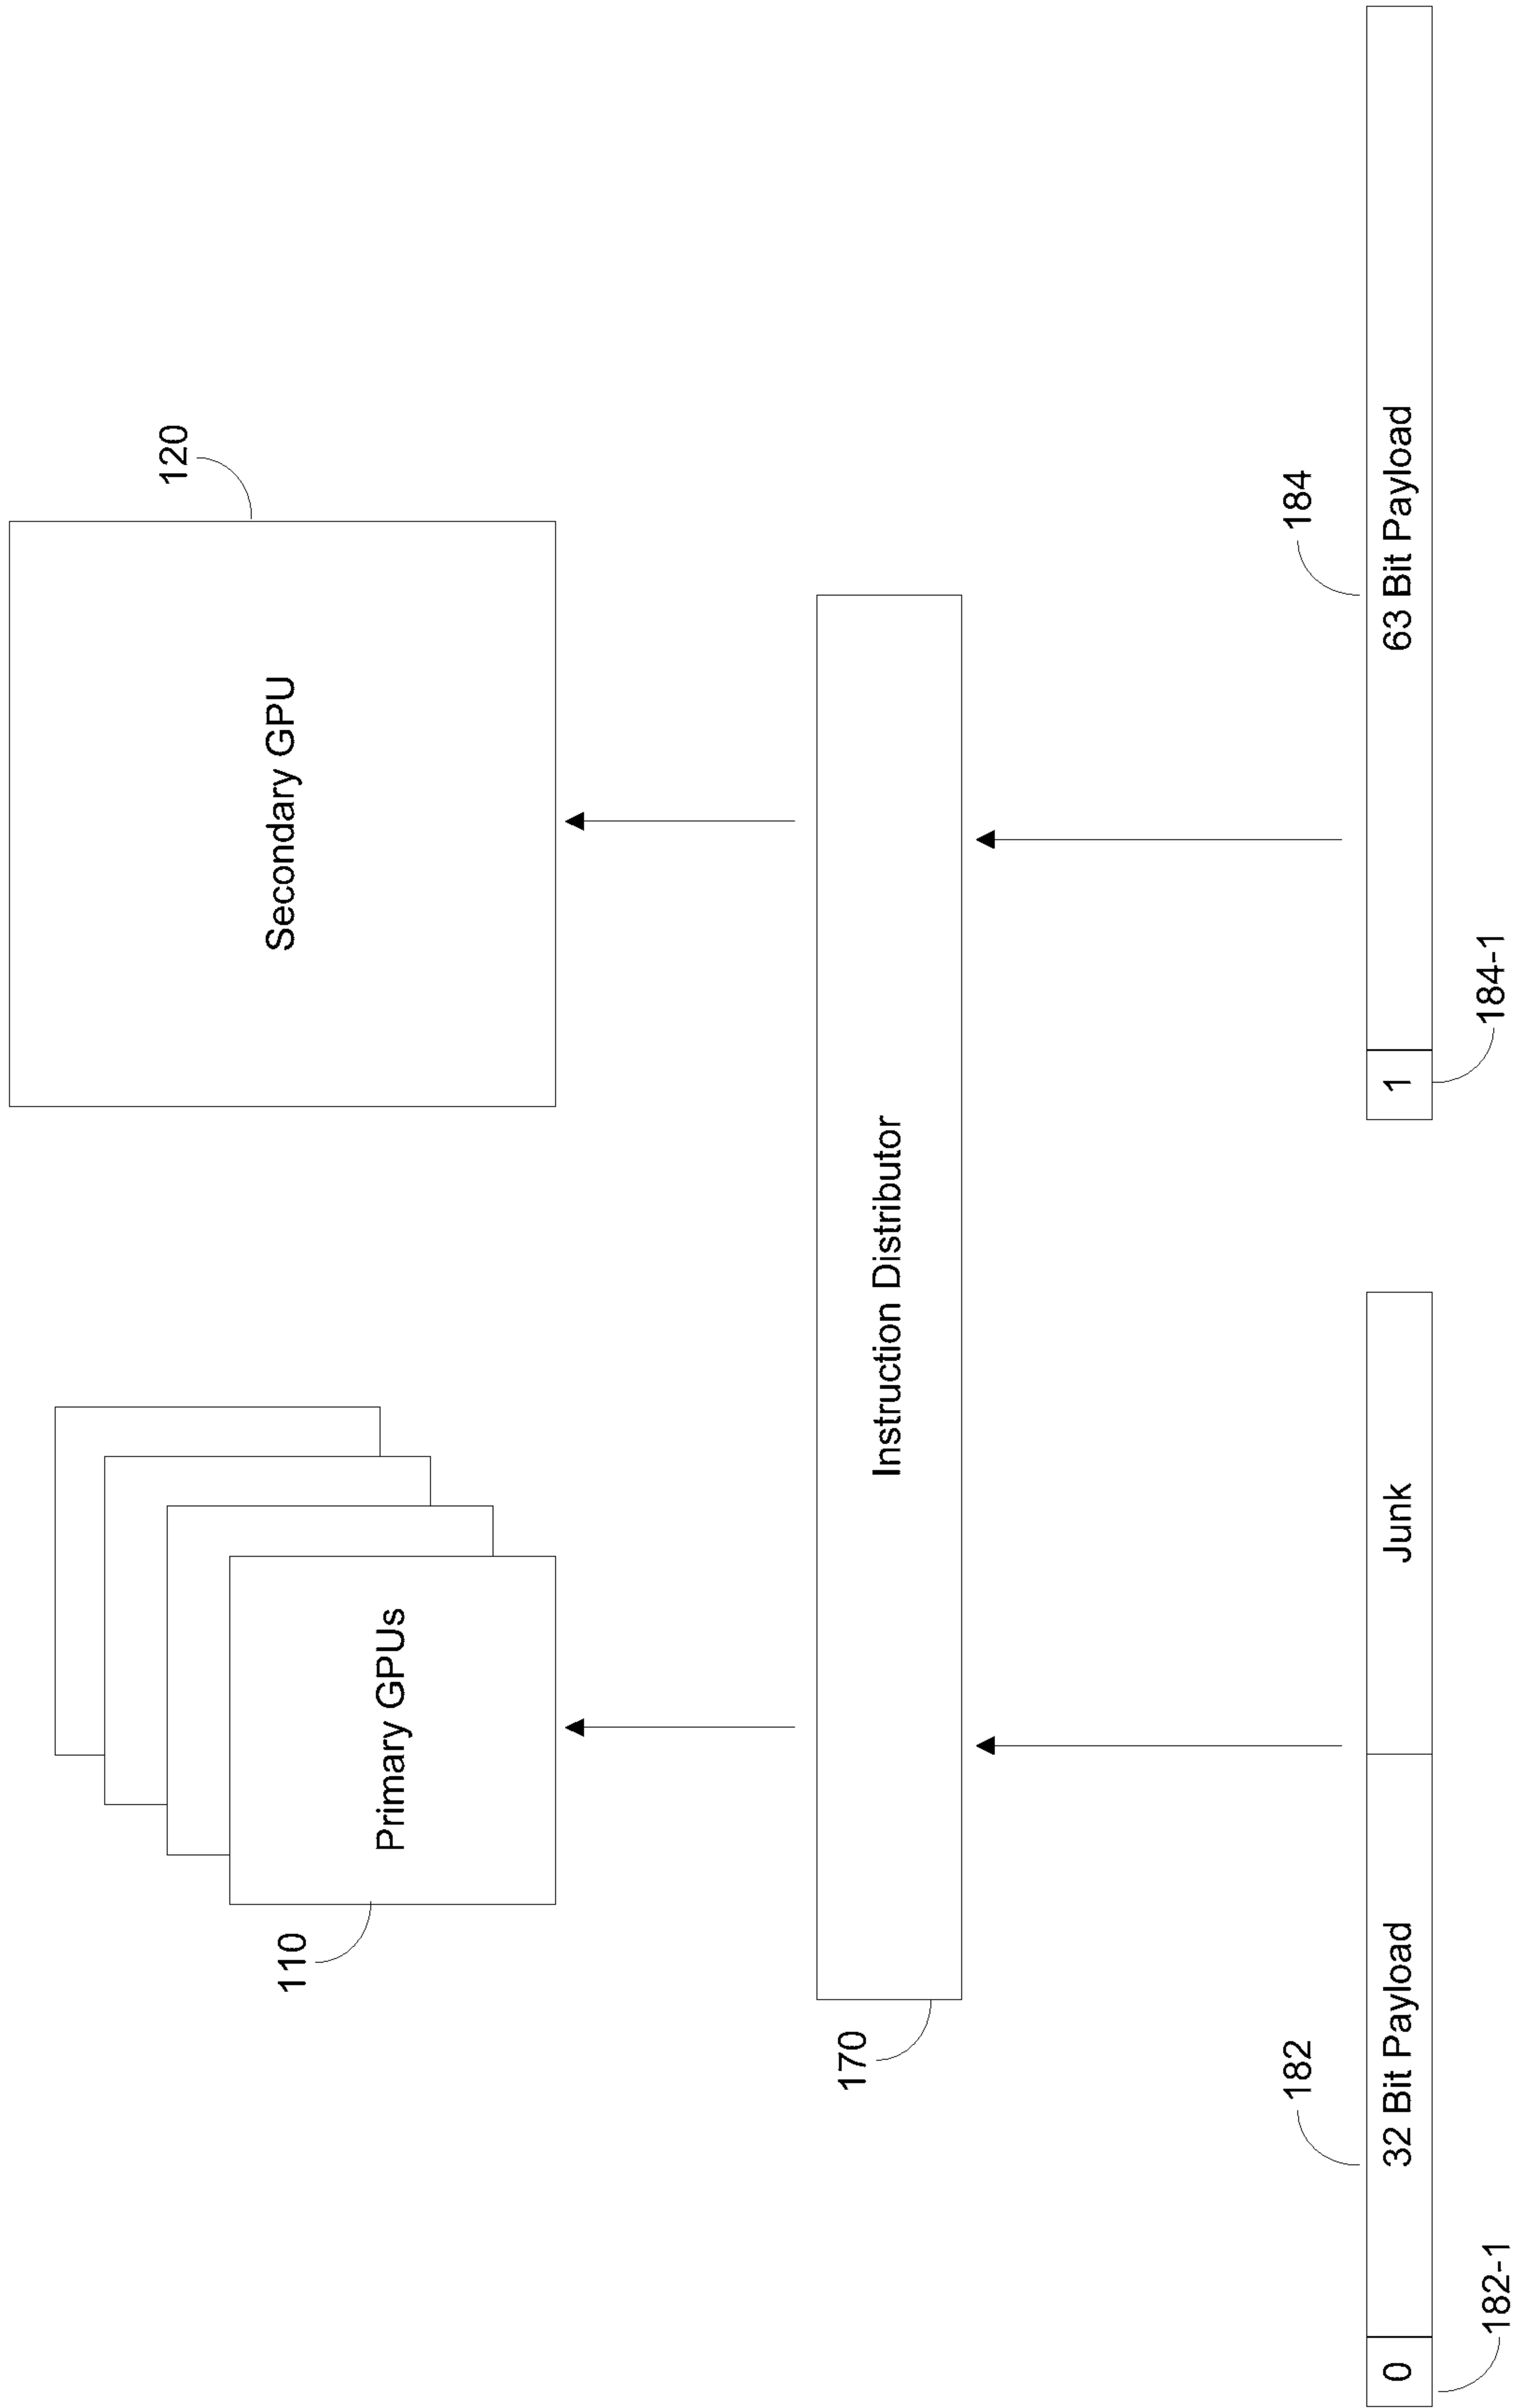 Primary GPUs
110
Secondary GPU
120
Instruction Distributor
170
182
184
0
32 Bit Payload
Junk
1
63 Bit Payload
182-1
184-1